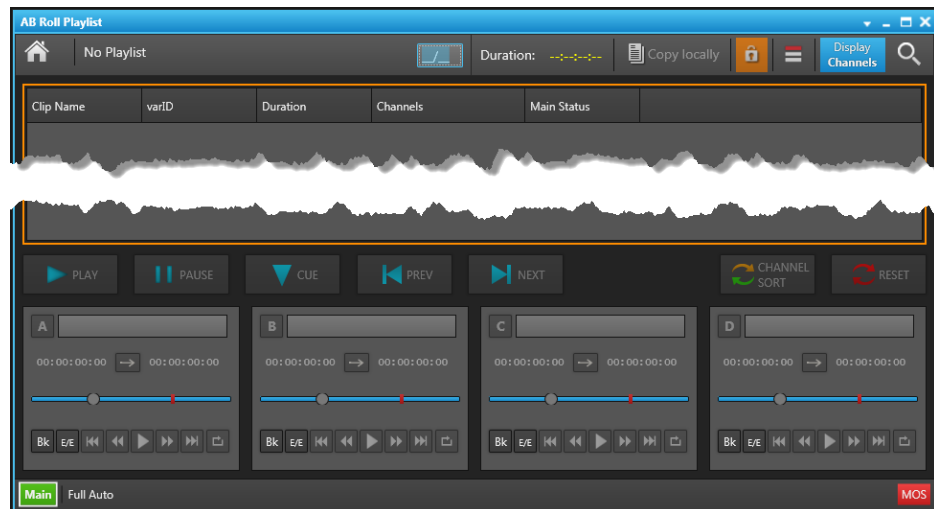 AB Roll Playlist
No Playlist _/_ Duration: --:--:--:-- Copy locally Display Channels
Clip Name varID Duration Channels Main Status
PLAY PAUSE CUE PREV NEXT CHANNEL SORT RESET
A B C D
00:00:00:00 00:00:00:00 00:00:00:00 00:00:00:00 00:00:00:00 00:00:00:00 00:00:00:00 00:00:00:00
Bk E/E Bk E/E Bk E/E Bk E/E
Main Full Auto MOS